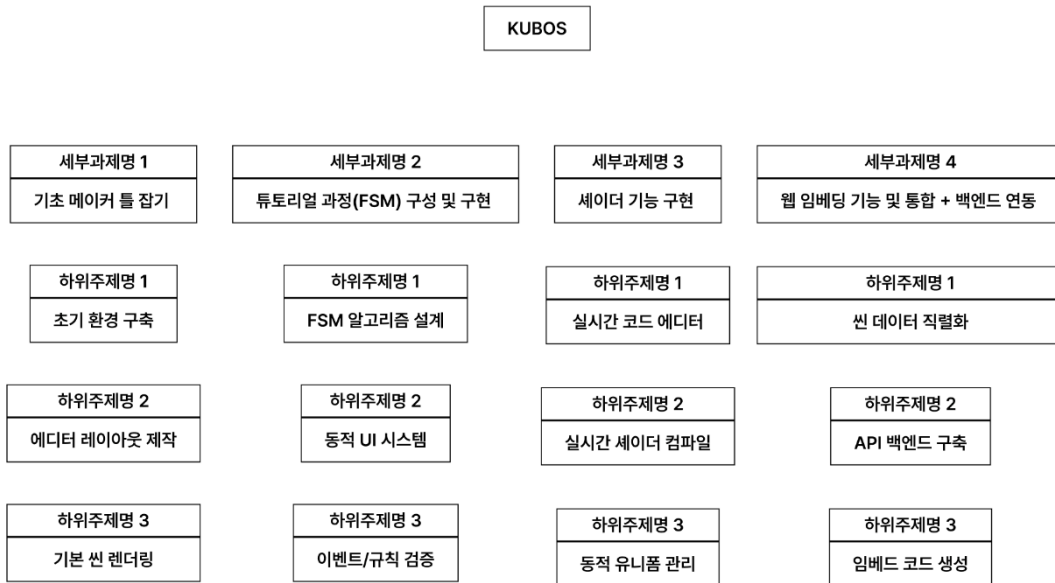 KUBOS
세부과제명 1
기초 메이커 틀 잡기
세부과제명 2
튜토리얼 과정(FSM) 구성 및 구현
세부과제명 3
셰이더 기능 구현
세부과제명 4
웹 임베딩 기능 및 통합 + 백엔드 연동
하위주제명 1
초기 환경 구축
하위주제명 1
FSM 알고리즘 설계
하위주제명 1
실시간 코드 에디터
하위주제명 1
씬 데이터 직렬화
하위주제명 2
에디터 레이아웃 제작
하위주제명 2
동적 UI 시스템
하위주제명 2
실시간 셰이더 컴파일
하위주제명 2
API 백엔드 구축
하위주제명 3
기본 씬 렌더링
하위주제명 3
이벤트/규칙 검증
하위주제명 3
동적 유니폼 관리
하위주제명 3
임베드 코드 생성